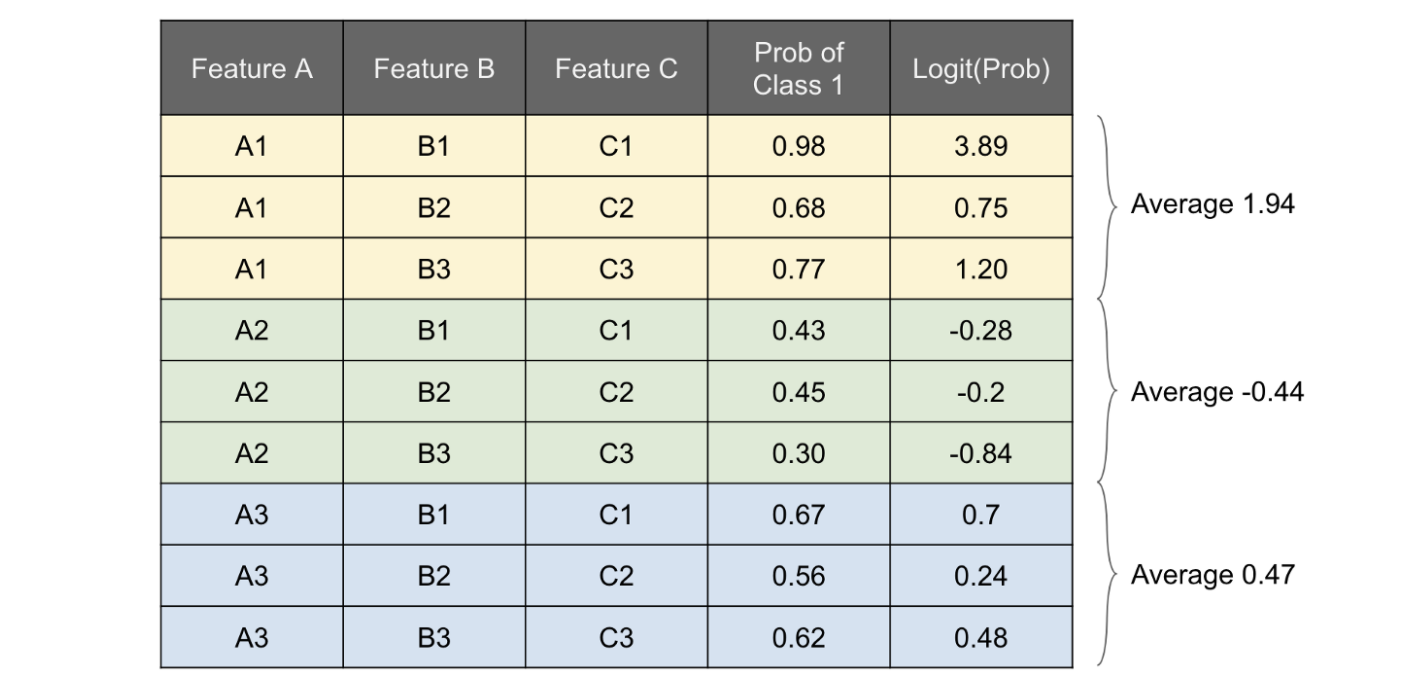 Feature A Feature B Feature C Prob of Class 1 Logit(Prob)
A1 B1 C1 0.98 3.89
A1 B2 C2 0.68 0.75
A1 B3 C3 0.77 1.20
A2 B1 C1 0.43 -0.28
A2 B2 C2 0.45 -0.2
A2 B3 C3 0.30 -0.84
A3 B1 C1 0.67 0.7
A3 B2 C2 0.56 0.24
A3 B3 C3 0.62 0.48
Average 1.94
Average -0.44
Average 0.47